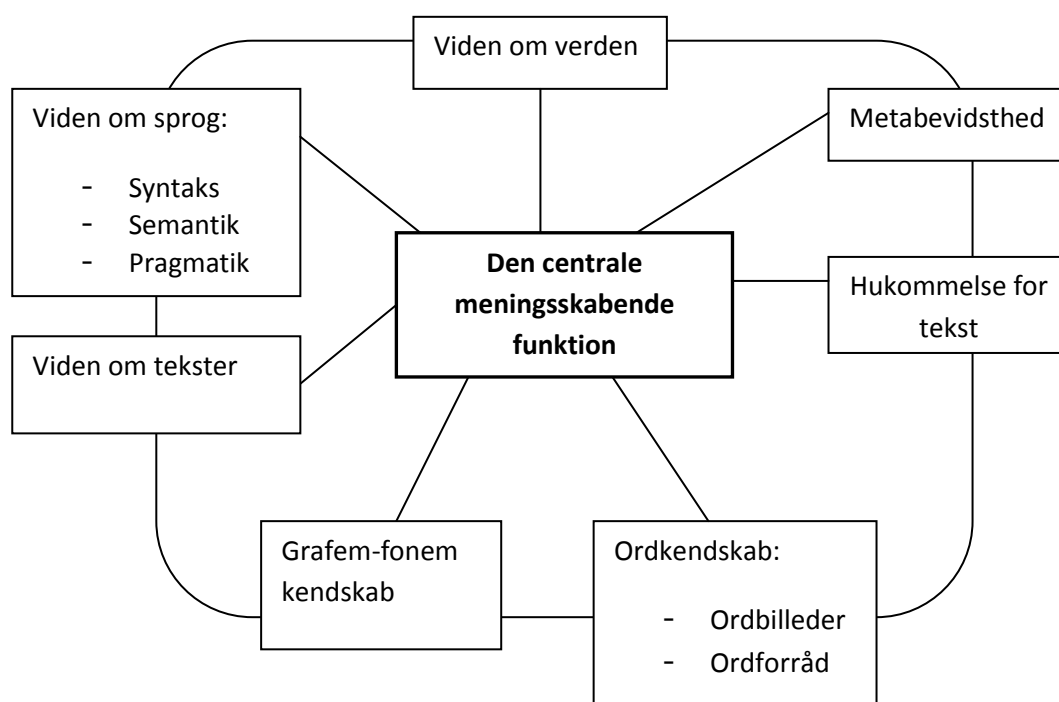 Viden om verden
Viden om sprog:
- Syntaks
- Semantik
- Pragmatik
Metabevidsthed
Den centrale
meningsskabende
funktion
Hukommelse for
tekst
Viden om tekster
Grafem-fonem
kendskab
Ordkendskab:
- Ordbilleder
- Ordforråd